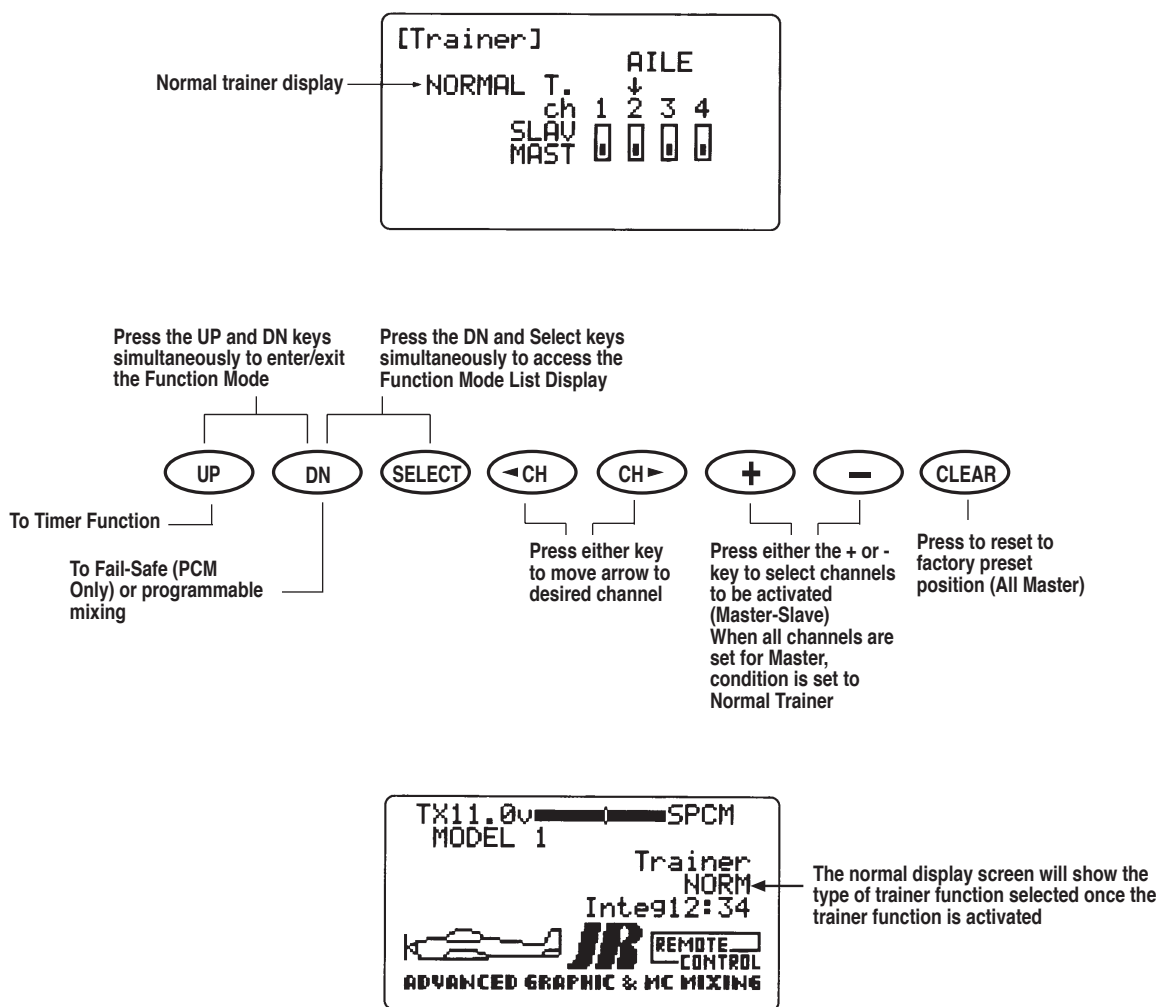 [Trainer]
AILE
Normal trainer display
NORMAL T.
ch 1 2 3 4
SLAV
MAST
Press the UP and DN keys
simultaneously to enter/exit
the Function Mode
Press the DN and Select keys
simultaneously to access the
Function Mode List Display
UP
DN
SELECT
◄CH
CH►
+
−
CLEAR
To Timer Function
To Fail-Safe (PCM
Only) or programmable
mixing
Press either key
to move arrow to
desired channel
Press either the + or -
key to select channels
to be activated
(Master-Slave)
When all channels are
set for Master,
condition is set to
Normal Trainer
Press to reset to
factory preset
position (All Master)
TX11.0v SPCM
MODEL 1
Trainer
NORM
Integ12:34
JR REMOTE
CONTROL
ADVANCED GRAPHIC & MC MIXING
The normal display screen will show the
type of trainer function selected once the
trainer function is activated